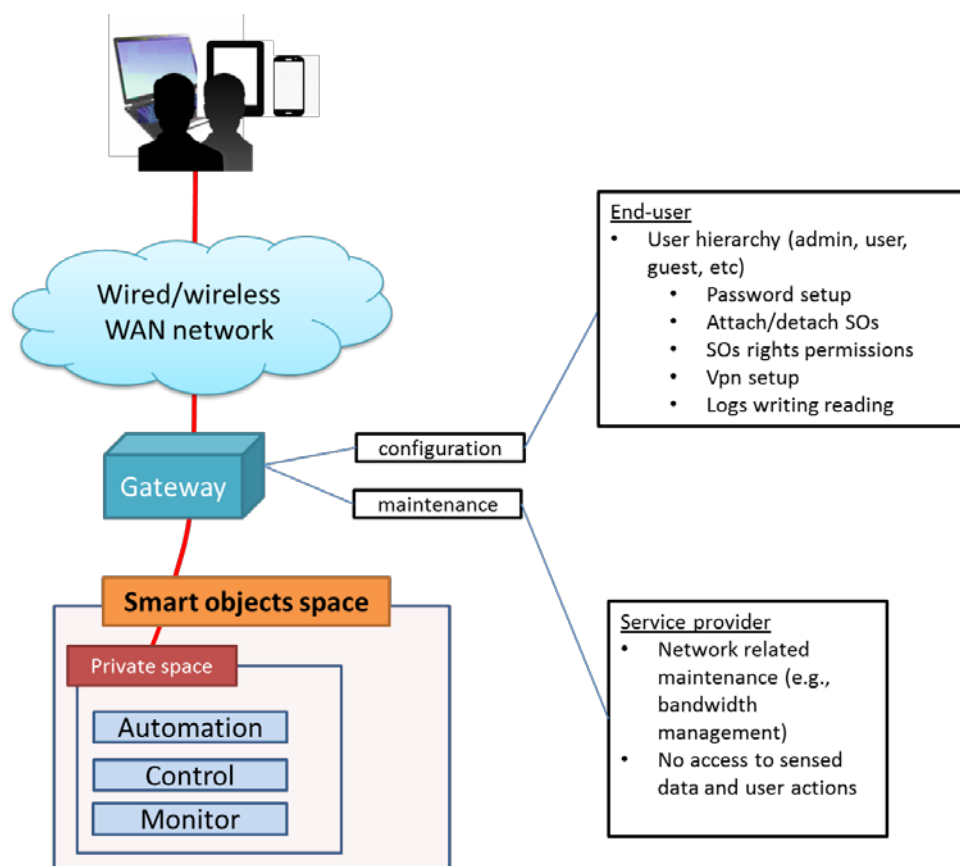 Wired/wireless
WAN network
Gateway
configuration
maintenance
End-user
• User hierarchy (admin, user,
guest, etc)
• Password setup
• Attach/detach SOs
• SOs rights permissions
• Vpn setup
• Logs writing reading
Smart objects space
Private space
Automation
Control
Monitor
Service provider
• Network related
maintenance (e.g.,
bandwidth
management)
• No access to sensed
data and user actions